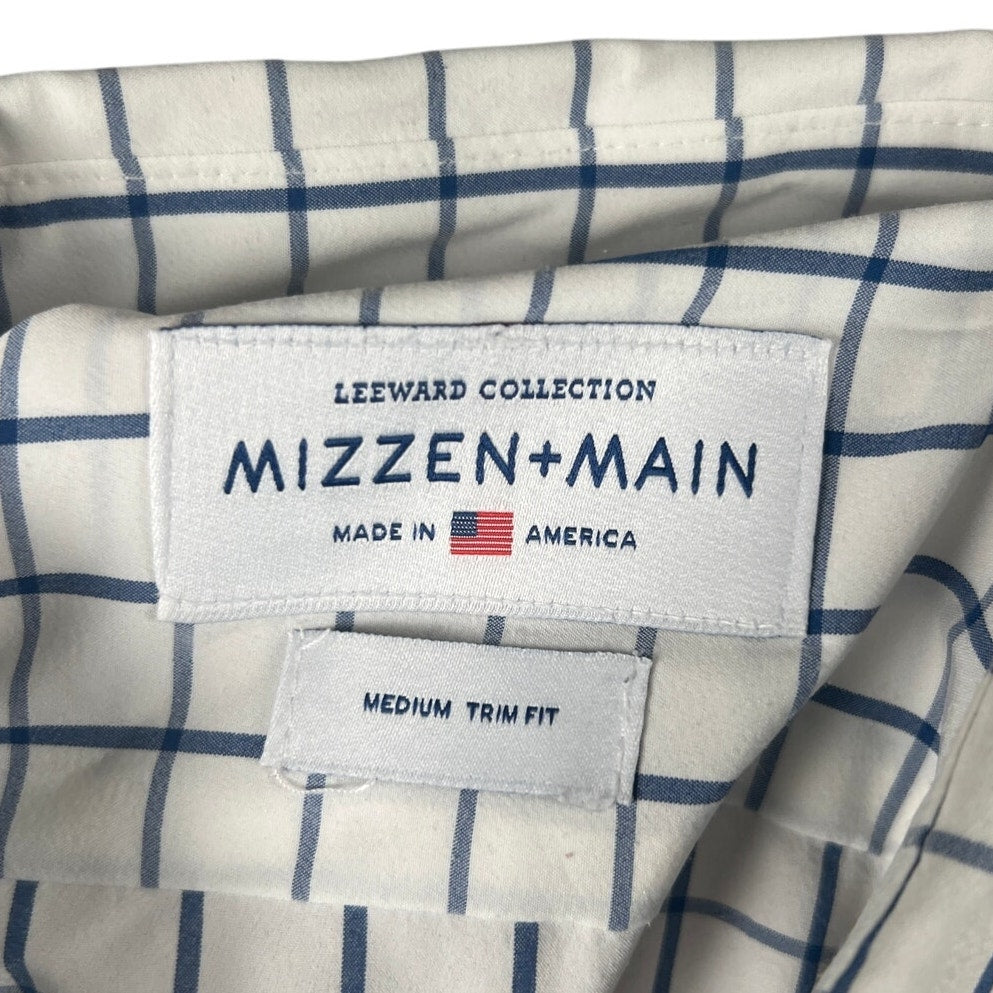 LEEWARD COLLECTION
MIZZEN+MAIN
MADE IN AMERICA
MEDIUM TRIM FIT